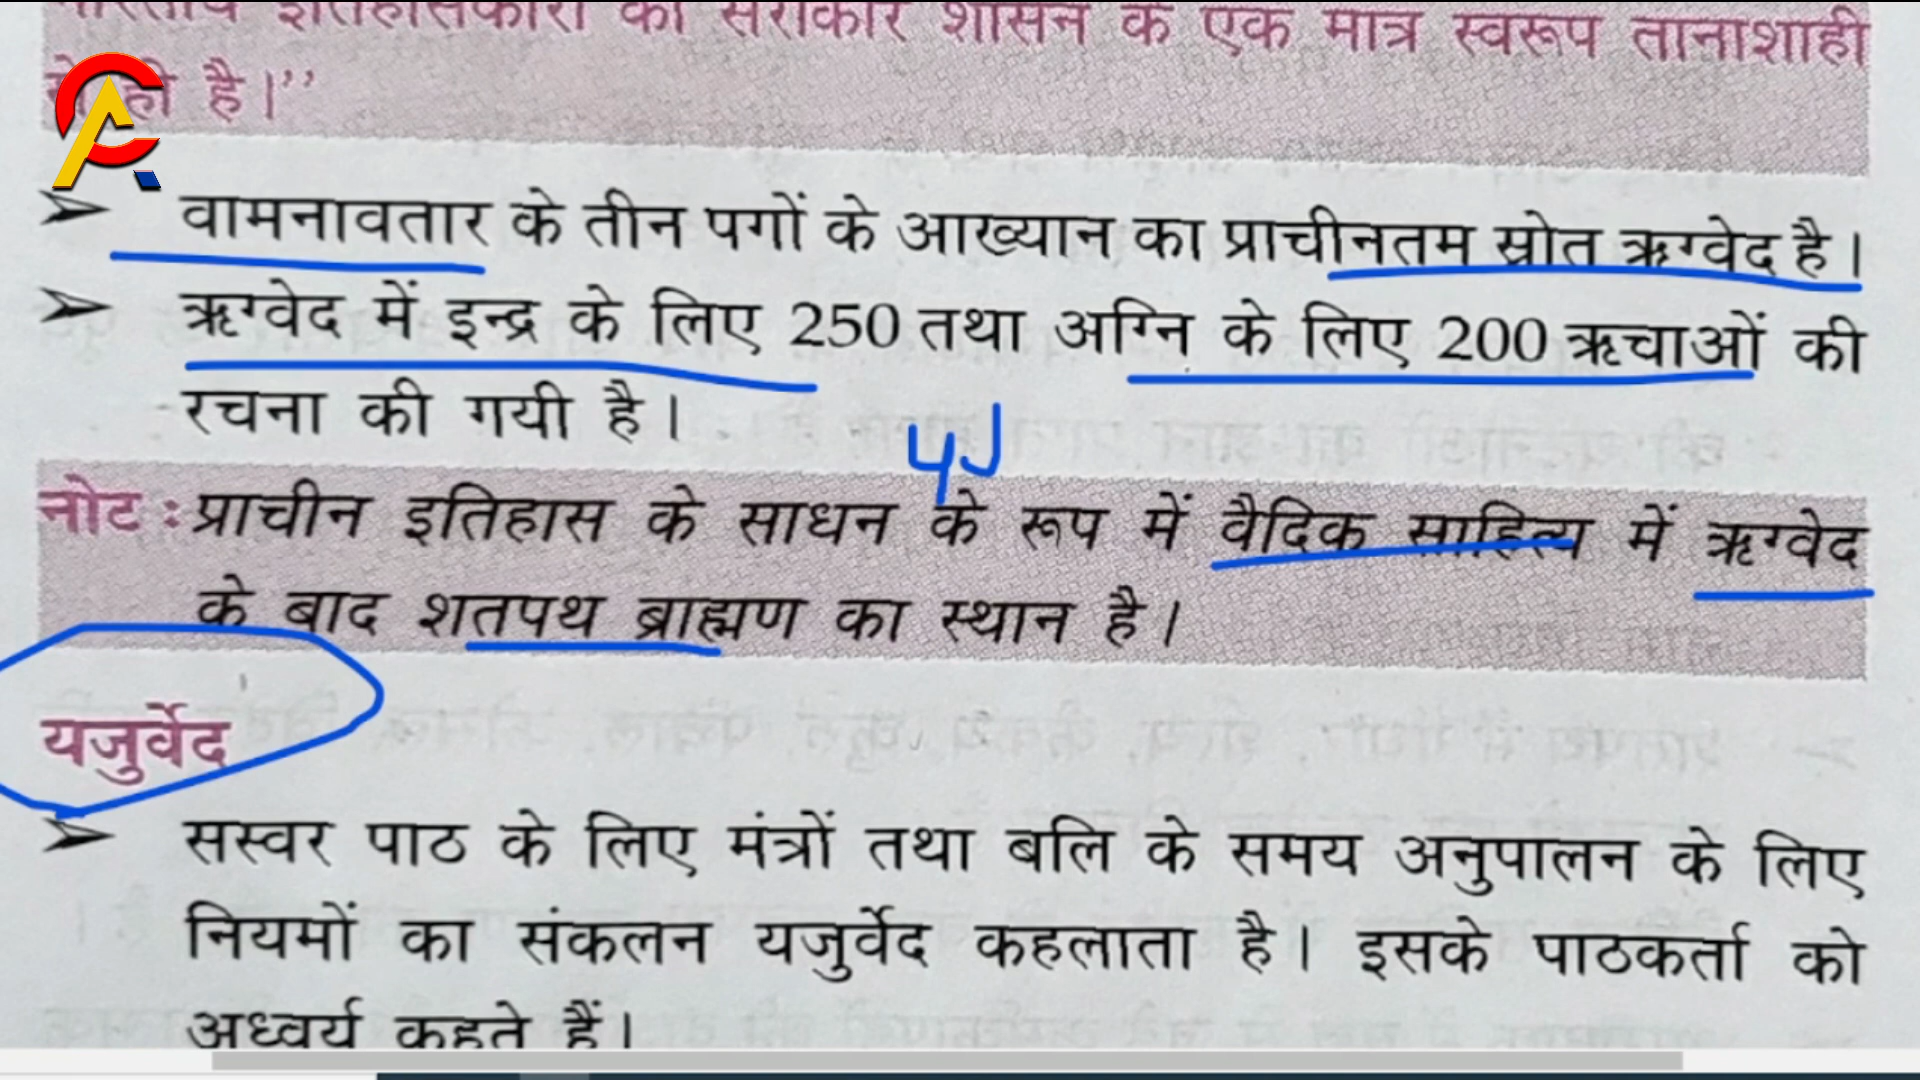 भारतीय इतिहासकारों का सरोकार शासन के एक मात्र स्वरूप तानाशाही
ही है।’’
वामनावतार के तीन पगों के आख्यान का प्राचीनतम स्रोत ऋग्वेद है।
ऋग्वेद में इन्द्र के लिए 250 तथा अग्नि के लिए 200 ऋचाओं की
रचना की गयी है।
नोट : प्राचीन इतिहास के साधन के रूप में वैदिक साहित्य में ऋग्वेद
के बाद शतपथ ब्राह्मण का स्थान है।
यजुर्वेद
सस्वर पाठ के लिए मंत्रों तथा बलि के समय अनुपालन के लिए
नियमों का संकलन यजुर्वेद कहलाता है। इसके पाठकर्ता को
अध्वर्य कहते हैं।